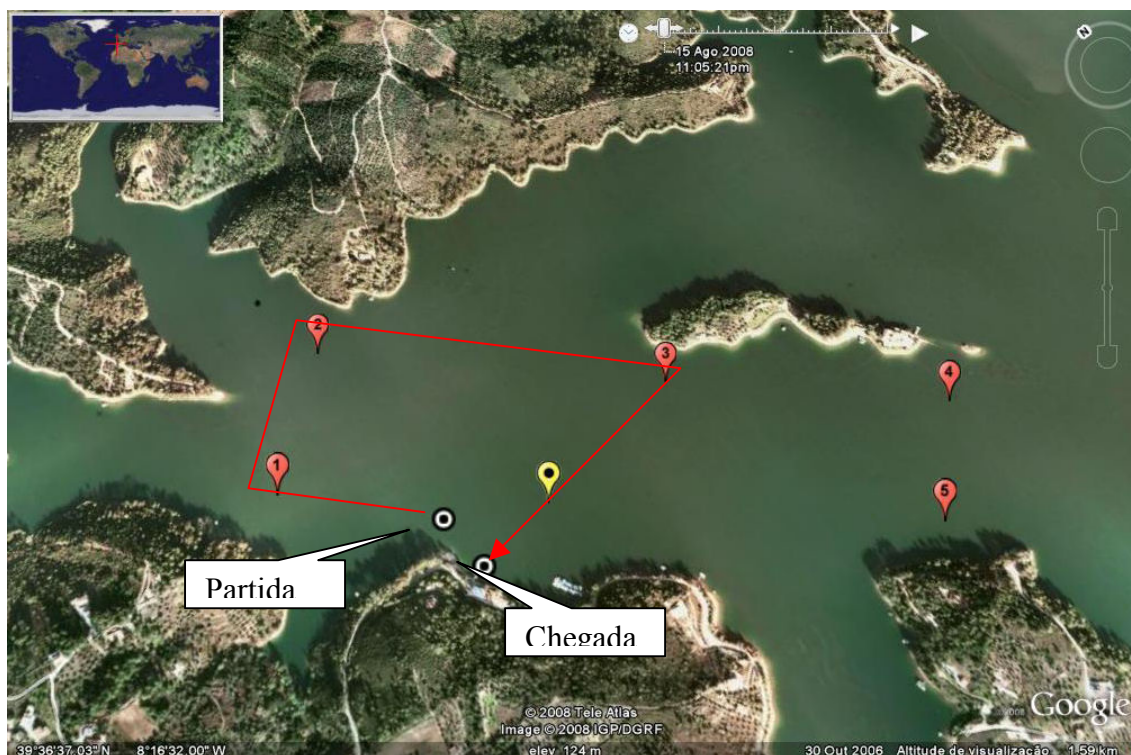 N
15 Ago 2008
11:05:21pm
2
3
4
1
5
Partida
Chegada
© 2008 Tele Atlas
Image © 2008 IGP/DGRF
© 2008 Google
39°36'37.03" N 8°16'32.00" W elev 124 m 30 Out 2006 Altitude de visualização 1.59 km